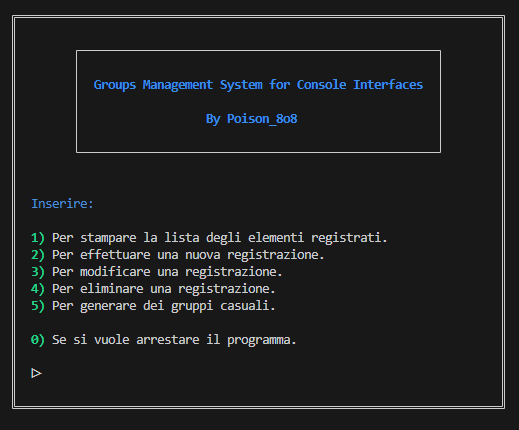 Groups Management System for Console Interfaces
By Poison_8o8
Inserire:
1) Per stampare la lista degli elementi registrati.
2) Per effettuare una nuova registrazione.
3) Per modificare una registrazione.
4) Per eliminare una registrazione.
5) Per generare dei gruppi casuali.
0) Se si vuole arrestare il programma.
▷